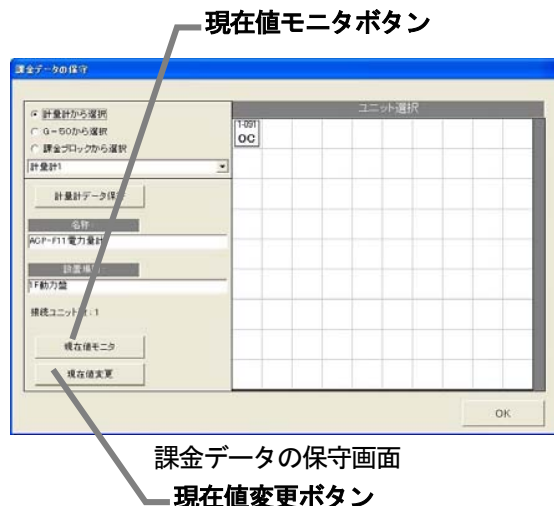 現在値モニタボタン
課金データの保守
計量計から選択
G-50から選択
課金ブロックから選択
計量計1
計量計データ保守
名称
ACP-F11電力量計
設置場所
1F動力盤
接続ユニット数:1
現在値モニタ
現在値変更
ユニット選択
1-091
OC
OK
課金データの保守画面
現在値変更ボタン